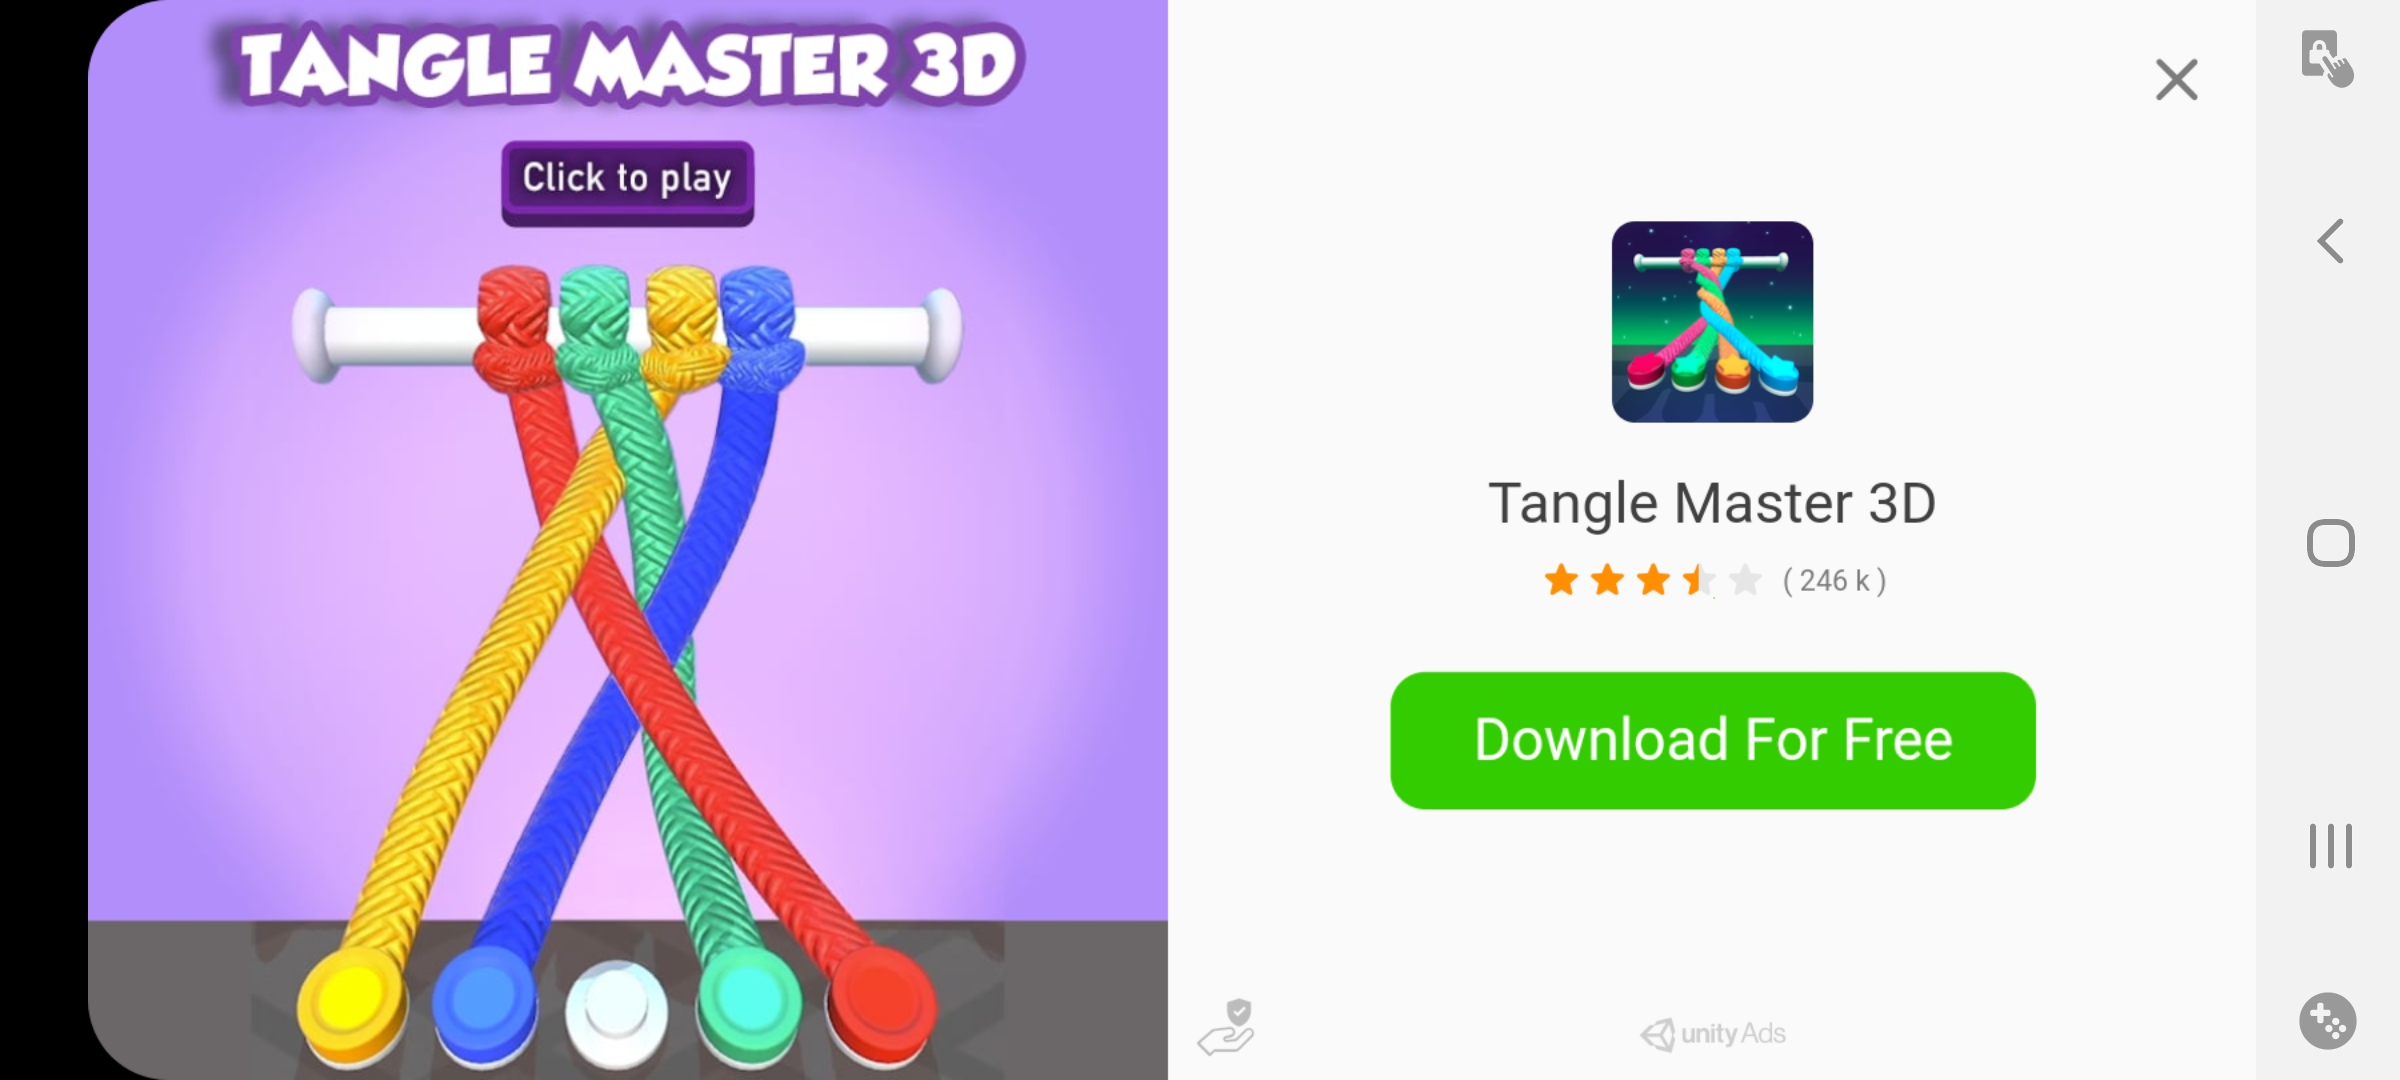 TANGLE MASTER 3D
Click to play
Tangle Master 3D
( 246 k )
Download For Free
unity Ads